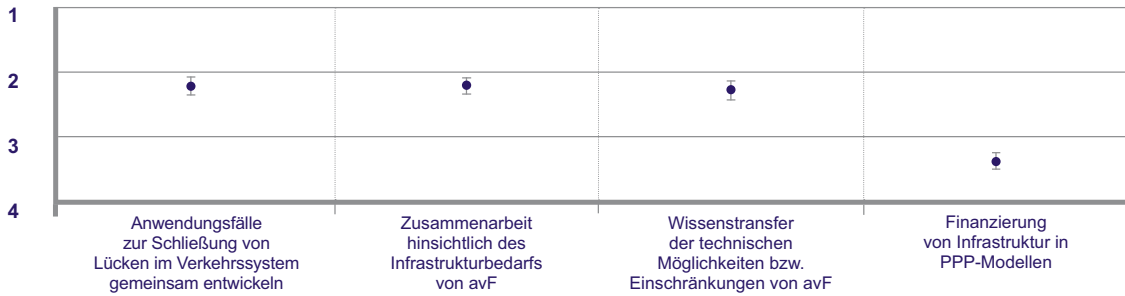 1
2
3
4
Anwendungsfälle
zur Schließung von
Lücken im Verkehrssystem
gemeinsam entwickeln
Zusammenarbeit
hinsichtlich des
Infrastrukturbedarfs
von avF
Wissenstransfer
der technischen
Möglichkeiten bzw.
Einschränkungen von avF
Finanzierung
von Infrastruktur in
PPP-Modellen